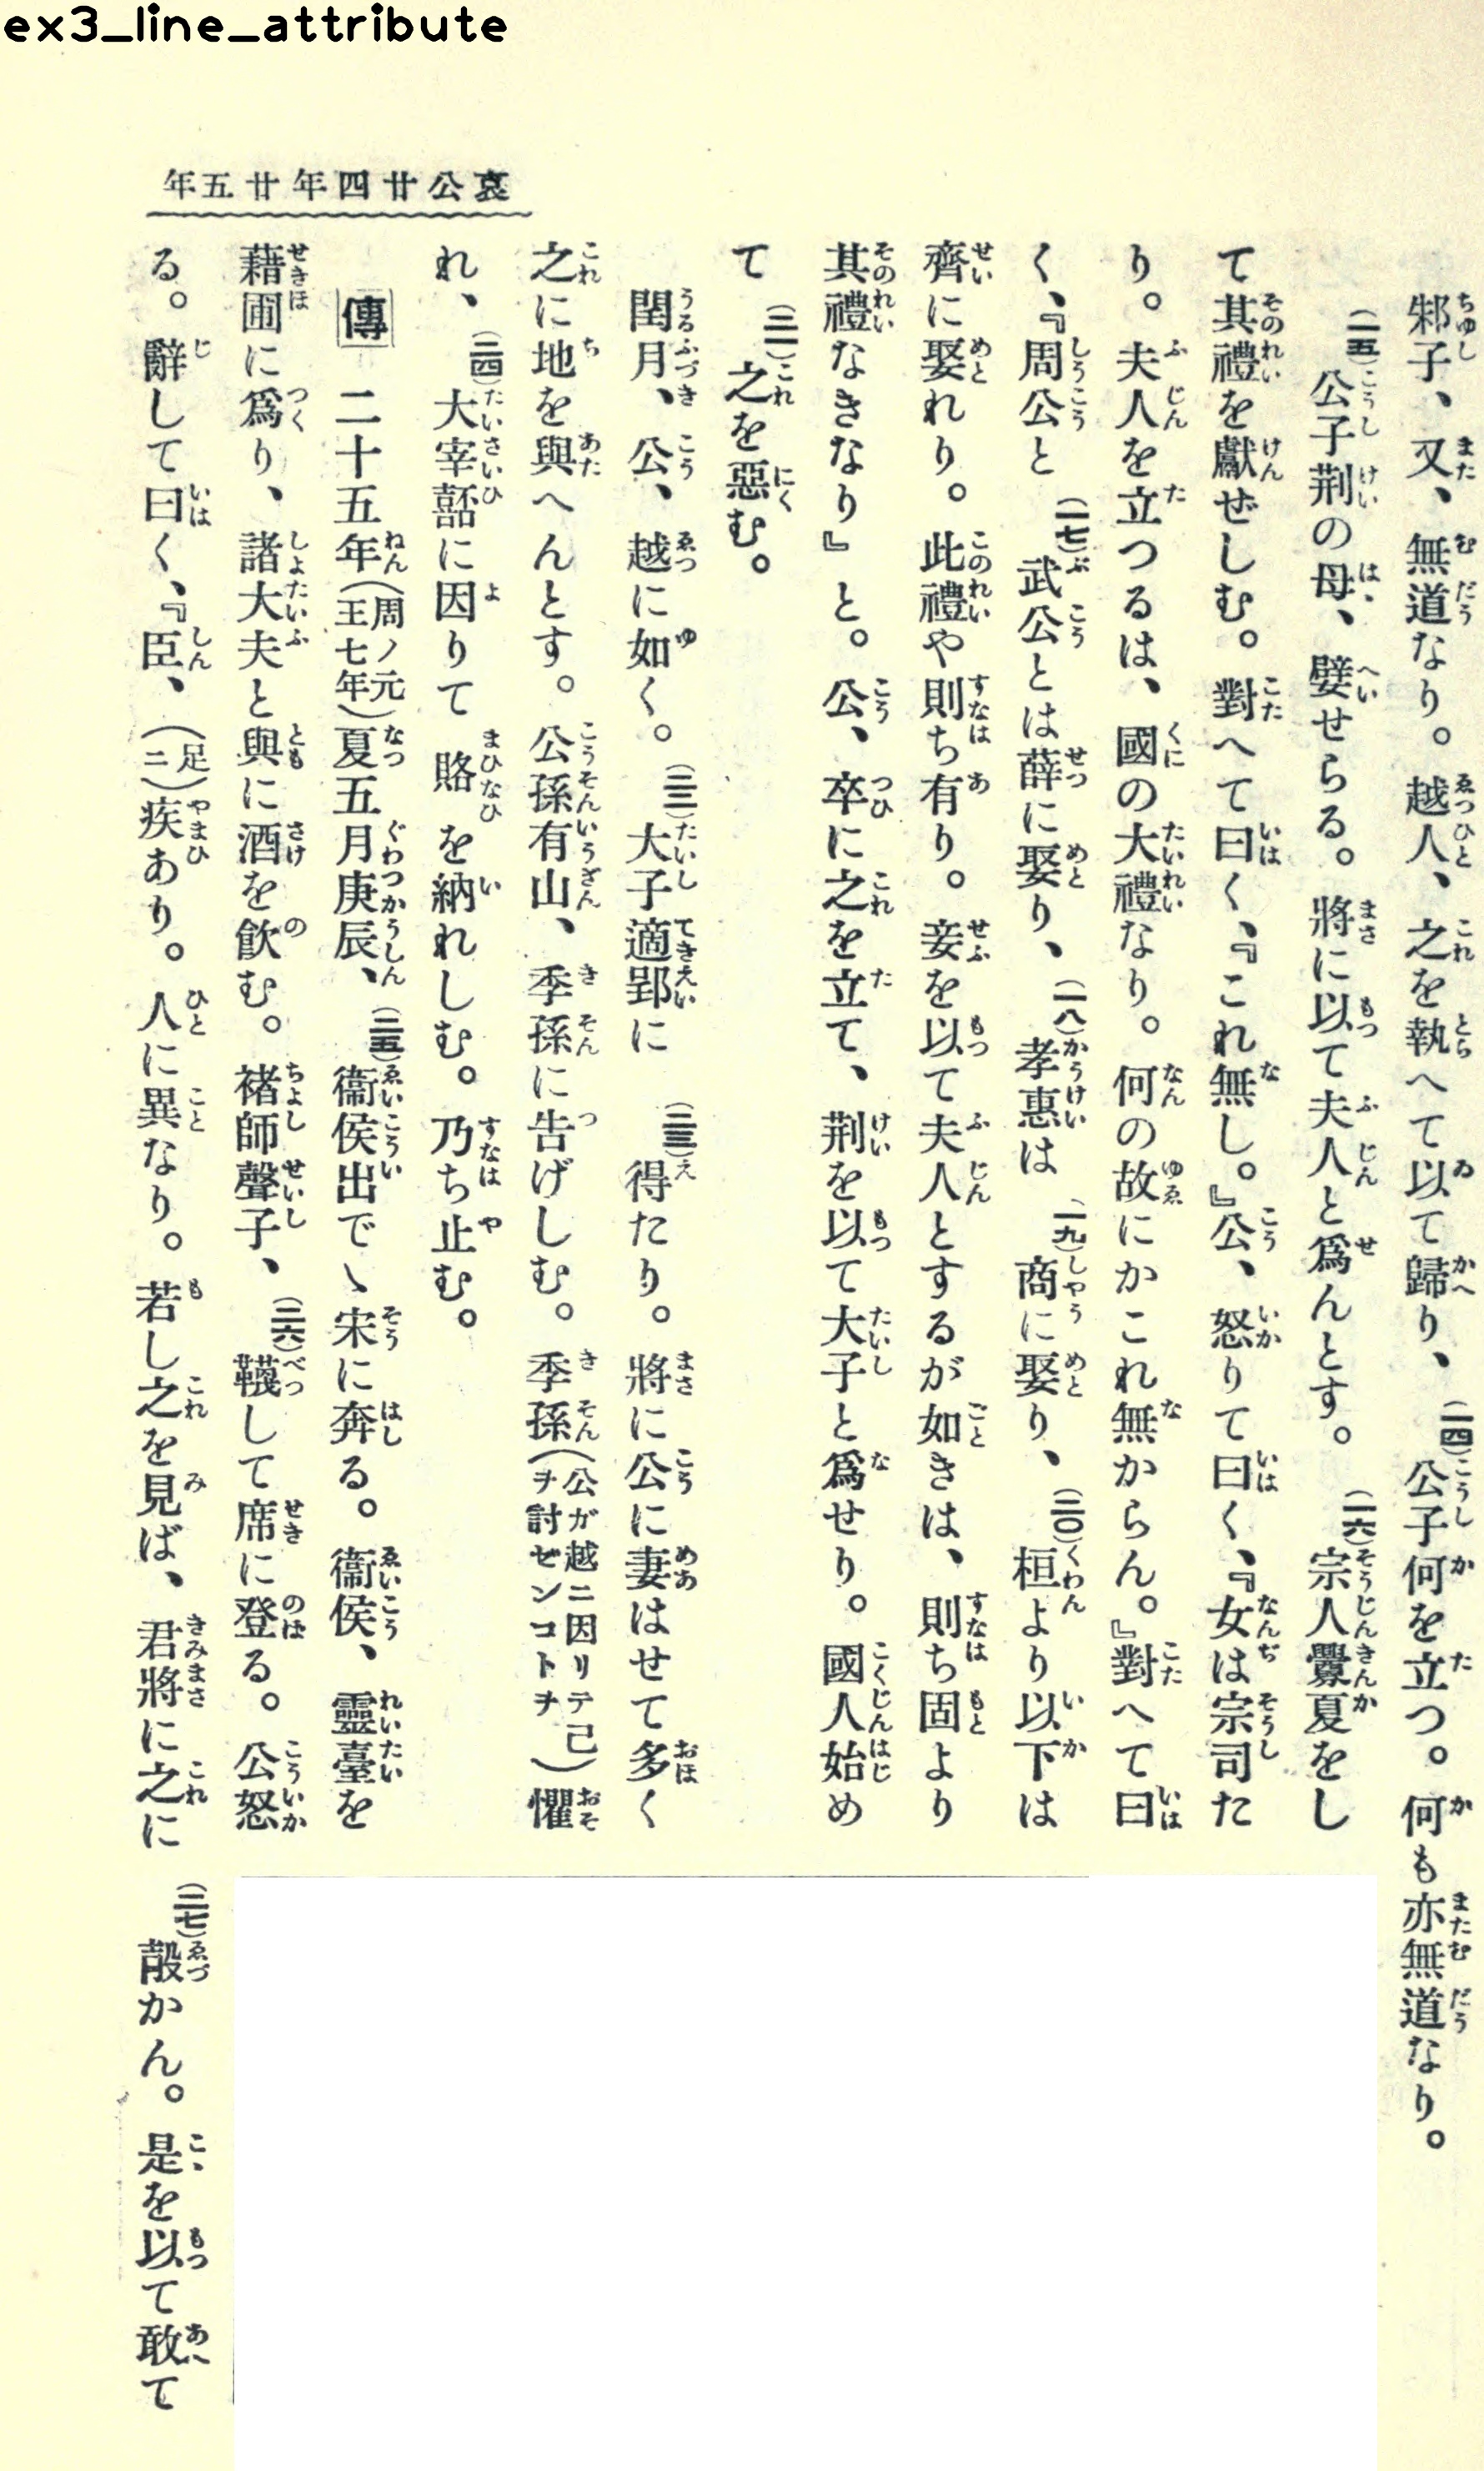 ex3_line_attribute
哀公廿四年廿五年
邾子、又、無道なり。越人、之を執へて以て歸り、(一四)公子何を立つ。何も亦無道なり。
(一五)公子荆の母、嬖せらる。將に以て夫人と爲んとす。(一六)宗人釁夏をし
て其禮を獻ぜしむ。對へて曰く、『これ無し。』公、怒りて曰く、『女は宗司た
り。夫人を立つるは、國の大禮なり。何の故にかこれ無からん。』對へて曰
く、『周公と(一七)武公とは薛に娶り、(一八)孝惠は(一九)商に娶り、(二〇)桓より以下は
齊に娶れり。此禮や則ち有り。妾を以て夫人とするが如きは、則ち固より
其禮なきなり』と。公、卒に之を立て、荆を以て大子と爲せり。國人始め
て(二一)之を惡む。
閏月、公、越に如く。(二二)大子適郢に(二三)得たり。將に公に妻はせて多く
之に地を與へんとす。公孫有山、季孫に告げしむ。季孫(公が越ニ因リテ己ヲ討ゼンコトヲ)懼
れ、(二四)大宰嚭に因りて賂を納れしむ。乃ち止む。
傳 二十五年(周ノ元王七年)夏五月庚辰、(二五)衞侯出でゝ宋に奔る。衞侯、靈臺を
藉圃に爲り、諸大夫と與に酒を飮む。褚師聲子、(二六)韈して席に登る。公怒
る。辭して曰く、『臣、(足ニ)疾あり。人に異なり。若し之を見ば、君將に之に(二七)嗀かん。是を以て敢て